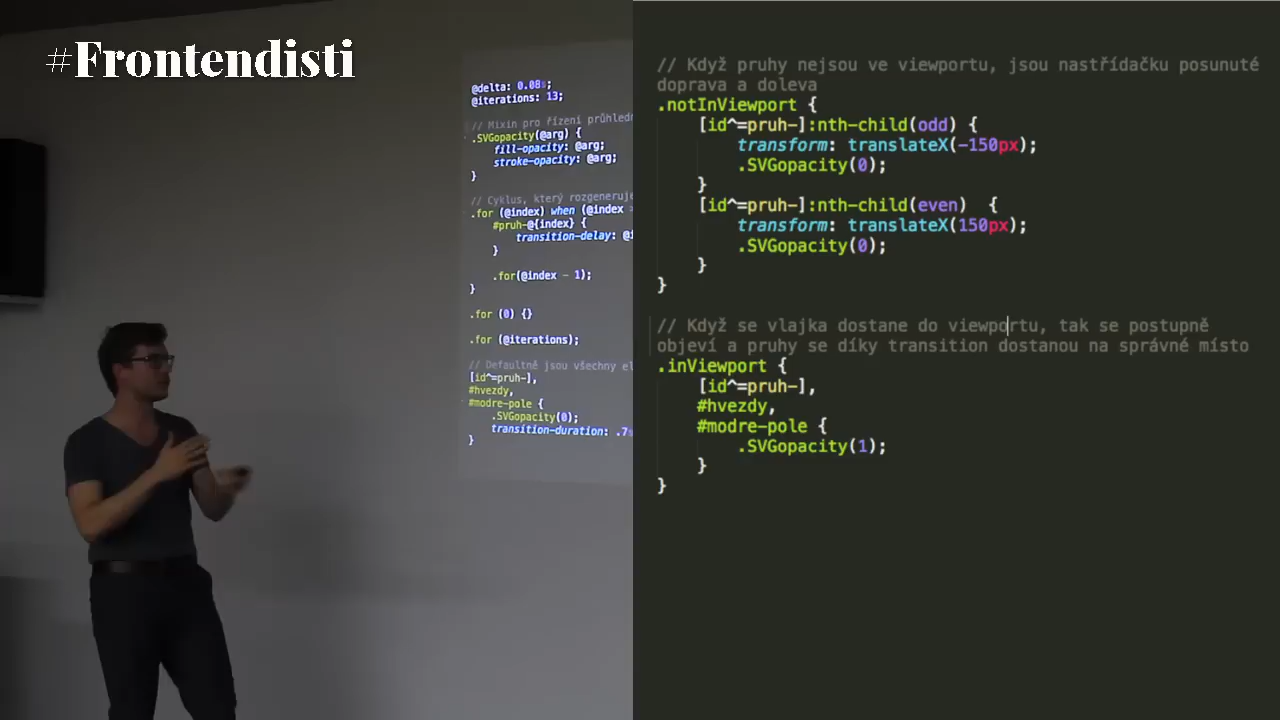 #Frontendisti
@delta: 0.08s;
@iterations: 13;
// Mixin pro řízení průhledn
.SVGopacity(@arg) {
fill-opacity: @arg;
stroke-opacity: @arg;
}
// Cyklus, který rozgeneruje
.for (@index) when (@index
#pruh-@{index} {
transition-delay:
}
.for(@index - 1);
}
.for (0) {}
.for (@iterations);
// Defaultně jsou všechny el
[id^=pruh-],
#hvezdy,
#modre-pole {
.SVGopacity(0);
transition-duration: .7s
}
// Když pruhy nejsou ve viewportu, jsou nastřídačku posunuté
doprava a doleva
.notInViewport {
[id^=pruh-]:nth-child(odd) {
transform: translateX(-150px);
.SVGopacity(0);
}
[id^=pruh-]:nth-child(even) {
transform: translateX(150px);
.SVGopacity(0);
}
}
// Když se vlajka dostane do viewportu, tak se postupně
objeví a pruhy se díky transition dostanou na správné místo
.inViewport {
[id^=pruh-],
#hvezdy,
#modre-pole {
.SVGopacity(1);
}
}